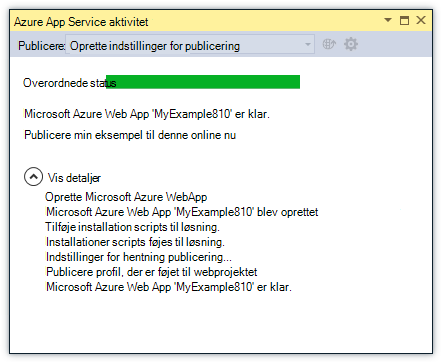 Azure App Service aktivitet
Publicere: Oprette indstillinger for publicering
Overordnede status
Microsoft Azure Web App 'MyExample810' er klar.
Publicere min eksempel til denne online nu
Vis detaljer
Oprette Microsoft Azure WebApp
Microsoft Azure Web App 'MyExample810' blev oprettet
Tilføje installation scripts til løsning.
Installationer scripts føjes til løsning.
Indstillinger for hentning publicering...
Publicere profil, der er føjet til webprojektet
Microsoft Azure Web App 'MyExample810' er klar.